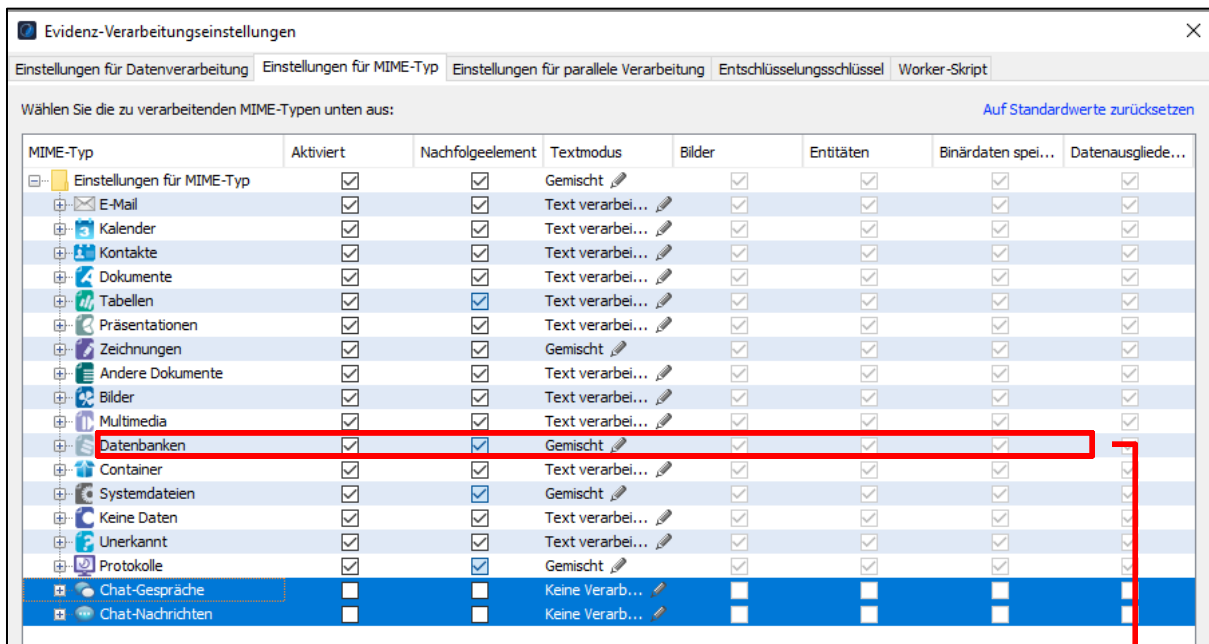 Evidenz-Verarbeitungseinstellungen
Einstellungen für Datenverarbeitung Einstellungen für MIME-Typ Einstellungen für parallele Verarbeitung Entschlüsselungsschlüssel Worker-Skript
Wählen Sie die zu verarbeitenden MIME-Typen unten aus: Auf Standardwerte zurücksetzen
MIME-Typ Aktiviert Nachfolgeelement Textmodus Bilder Entitäten Binärdaten spei... Datenausgliede...
Einstellungen für MIME-Typ Gemischt
E-Mail Text verarbei...
Kalender Text verarbei...
Kontakte Text verarbei...
Dokumente Text verarbei...
Tabellen Text verarbei...
Präsentationen Text verarbei...
Zeichnungen Gemischt
Andere Dokumente Text verarbei...
Bilder Text verarbei...
Multimedia Text verarbei...
Datenbanken Gemischt
Container Text verarbei...
Systemdateien Gemischt
Keine Daten Text verarbei...
Unerkannt Text verarbei...
Protokolle Gemischt
Chat-Gespräche Keine Verarb...
Chat-Nachrichten Keine Verarb...